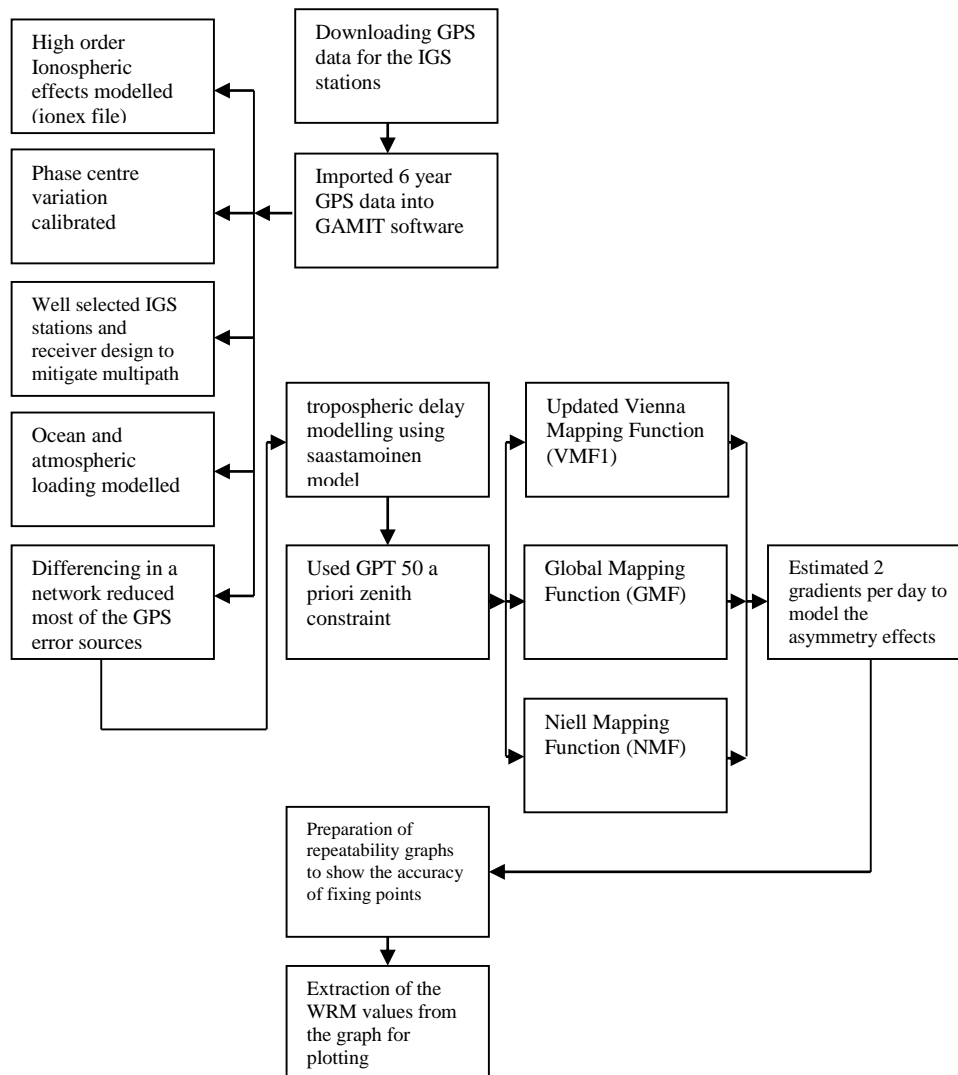 High order
Ionospheric
effects modelled
(ionex file)
Downloading GPS
data for the IGS
stations
Phase centre
variation
calibrated
Imported 6 year
GPS data into
GAMIT software
Well selected IGS
stations and
receiver design to
mitigate multipath
Ocean and
atmospheric
loading modelled
Differencing in a
network reduced
most of the GPS
error sources
tropospheric delay
modelling using
saastamoinen
model
Used GPT 50 a
priori zenith
constraint
Updated Vienna
Mapping Function
(VMF1)
Global Mapping
Function (GMF)
Niell Mapping
Function (NMF)
Estimated 2
gradients per day to
model the
asymmetry effects
Preparation of
repeatability graphs
to show the accuracy
of fixing points
Extraction of the
WRM values from
the graph for
plotting